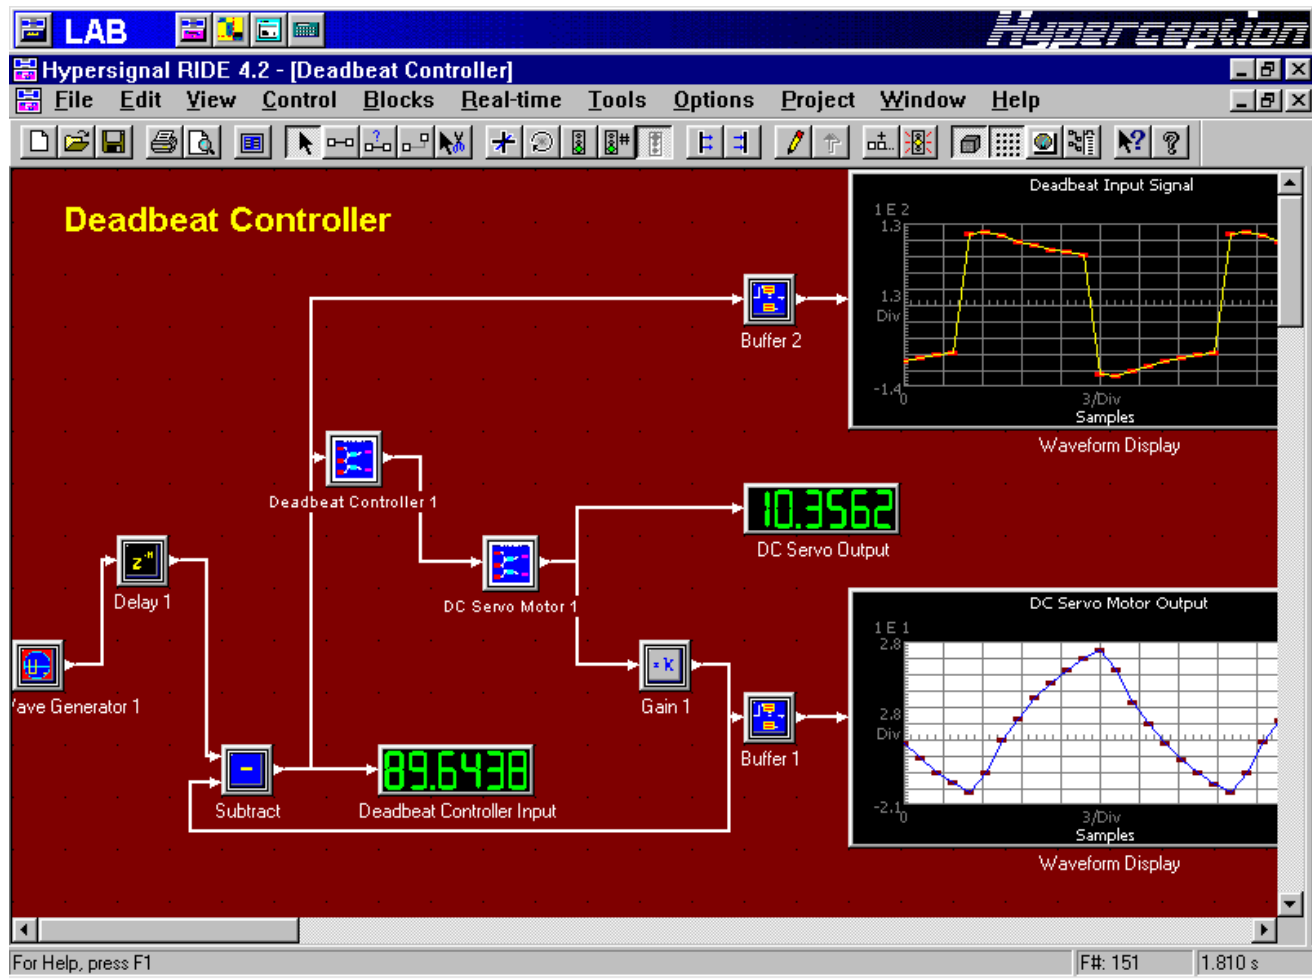 LAB
Hyperception
Hypersignal RIDE 4.2 - [Deadbeat Controller]
File Edit View Control Blocks Real-time Tools Options Project Window Help
Deadbeat Controller
Deadbeat Input Signal
1 E 2
1.3
1.3
Div
-1.4
0
3/Div
Samples
Waveform Display
Buffer 2
Deadbeat Controller 1
10.3562
DC Servo Output
z-M
Delay 1
DC Servo Motor 1
DC Servo Motor Output
1 E 1
2.8
2.8
Div
-2.1
0
3/Div
Samples
Waveform Display
ave Generator 1
× k
Gain 1
Buffer 1
Subtract
89.6438
Deadbeat Controller Input
For Help, press F1
F#: 151
1.810 s